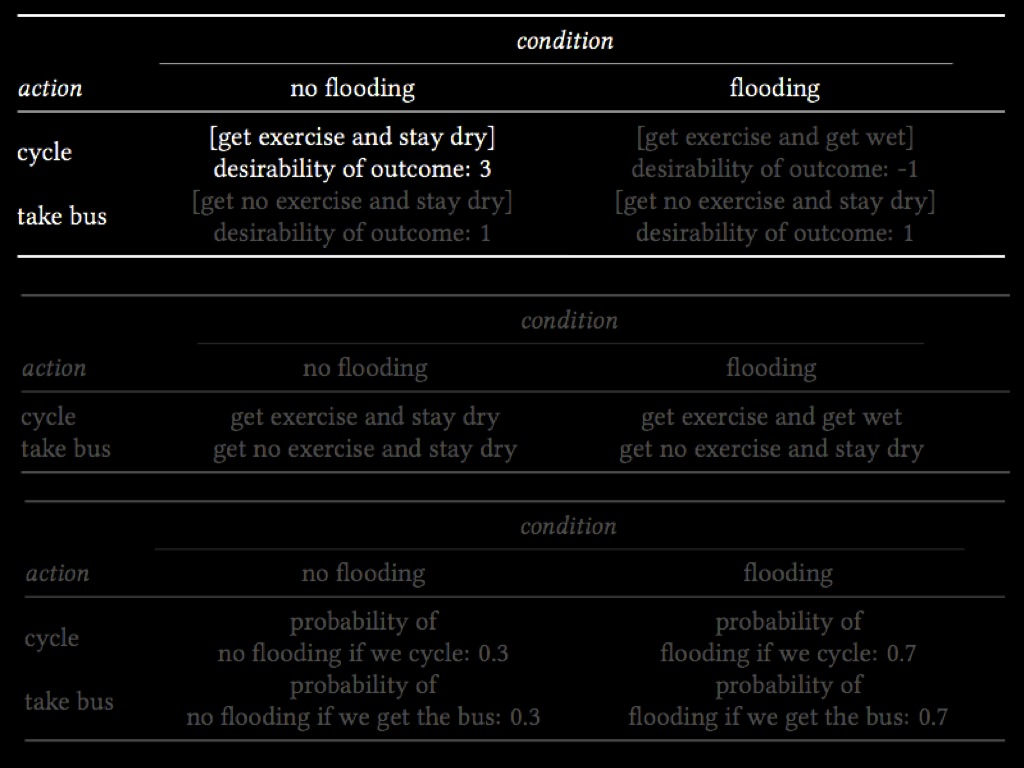 condition
action no flooding flooding
cycle [get exercise and stay dry] [get exercise and get wet]
desirability of outcome: 3 desirability of outcome: -1
take bus [get no exercise and stay dry] [get no exercise and stay dry]
desirability of outcome: 1 desirability of outcome: 1
condition
action no flooding flooding
cycle get exercise and stay dry get exercise and get wet
take bus get no exercise and stay dry get no exercise and stay dry
condition
action no flooding flooding
cycle probability of probability of
no flooding if we cycle: 0.3 flooding if we cycle: 0.7
take bus probability of probability of
no flooding if we get the bus: 0.3 flooding if we get the bus: 0.7